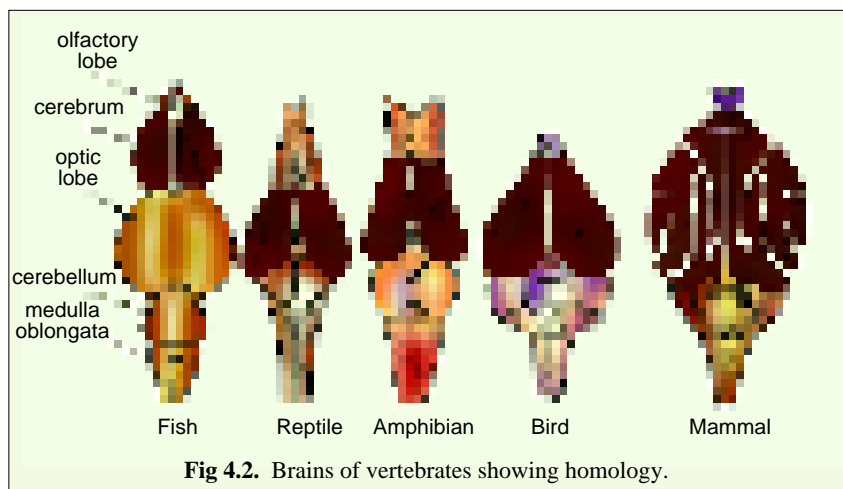 olfactory
lobe
cerebrum
optic
lobe
cerebellum
medulla
oblongata
Fish
Reptile
Amphibian
Bird
Mammal
Fig 4.2. Brains of vertebrates showing homology.